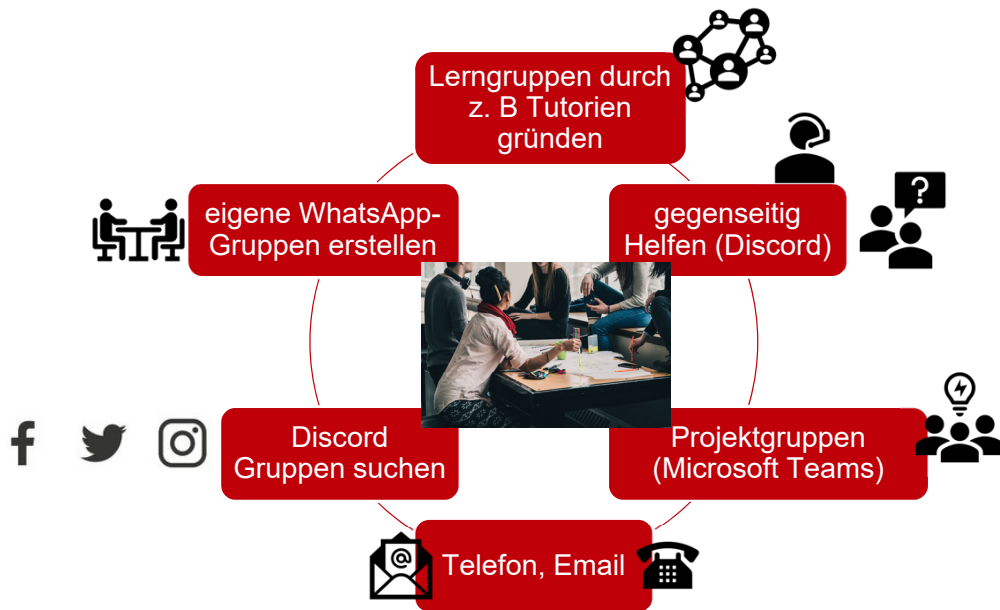 Lerngruppen durch
z. B Tutorien
gründen
eigene WhatsApp-
Gruppen erstellen
gegenseitig
Helfen (Discord)
?
Discord
Gruppen suchen
Projektgruppen
(Microsoft Teams)
@
Telefon, Email